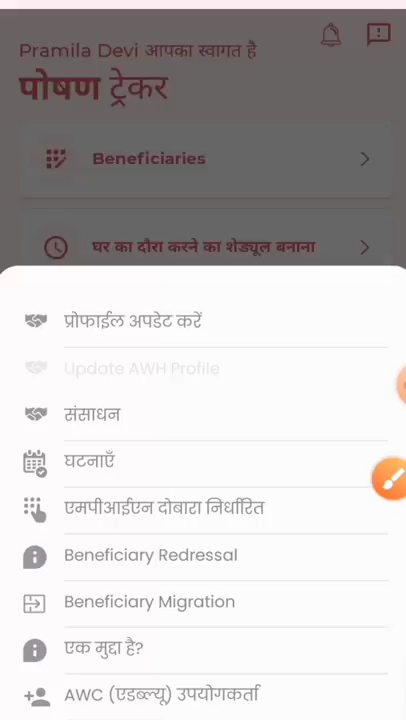 Pramila Devi आपका स्वागत है
पोषण ट्रेकर
Beneficiaries
घर का दौरा करने का शेड्यूल बनाना
प्रोफाईल अपडेट करें
Update AWH Profile
संसाधन
घटनाएँ
एमपीआईएन दोबारा निर्धारित
Beneficiary Redressal
Beneficiary Migration
एक मुद्दा है?
AWC (एडब्ल्यू) उपयोगकर्ता